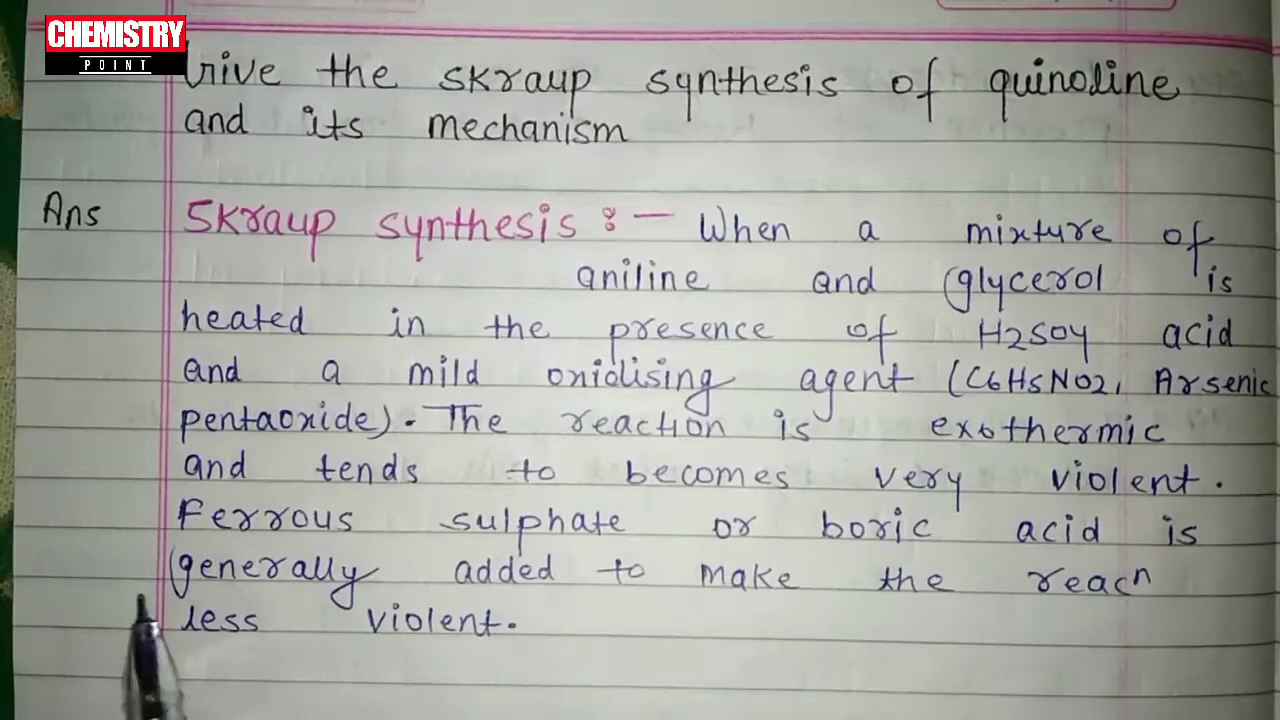 CHEMISTRY
POINT
Give the skraup synthesis of quinoline
and its mechanism
Ans Skraup synthesis :- When a mixture of
aniline and glycerol is
heated in the presence of H2SO4 acid
and a mild oxidising agent (C6H5NO2, Arsenic
pentaoxide). The reaction is exothermic
and tends to becomes very violent.
Ferrous sulphate or boric acid is
generally added to make the reacn
less violent.